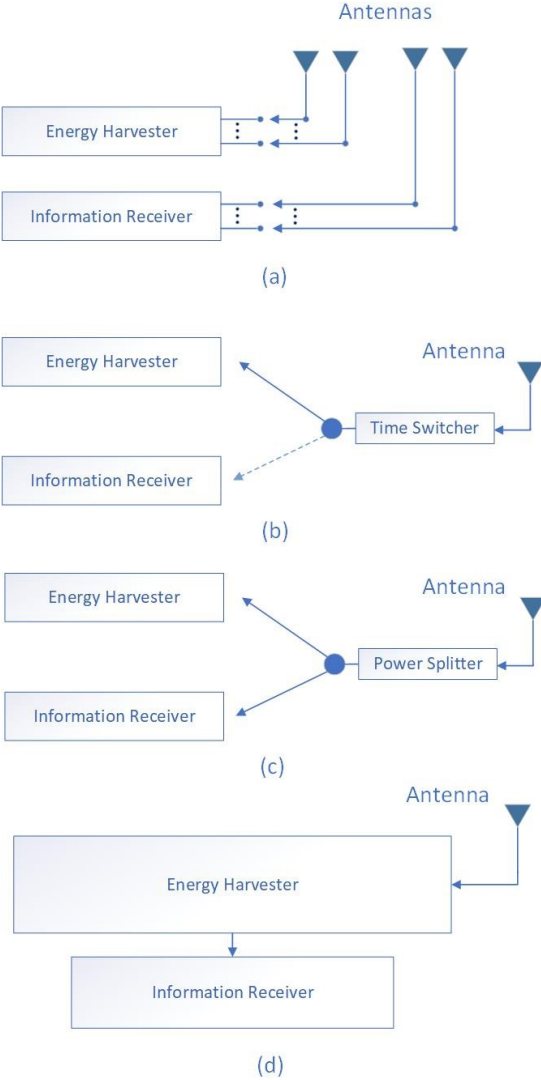 Antennas
Energy Harvester
Information Receiver
(a)
Energy Harvester
Antenna
Time Switcher
Information Receiver
(b)
Energy Harvester
Antenna
Power Splitter
Information Receiver
(c)
Antenna
Energy Harvester
Information Receiver
(d)